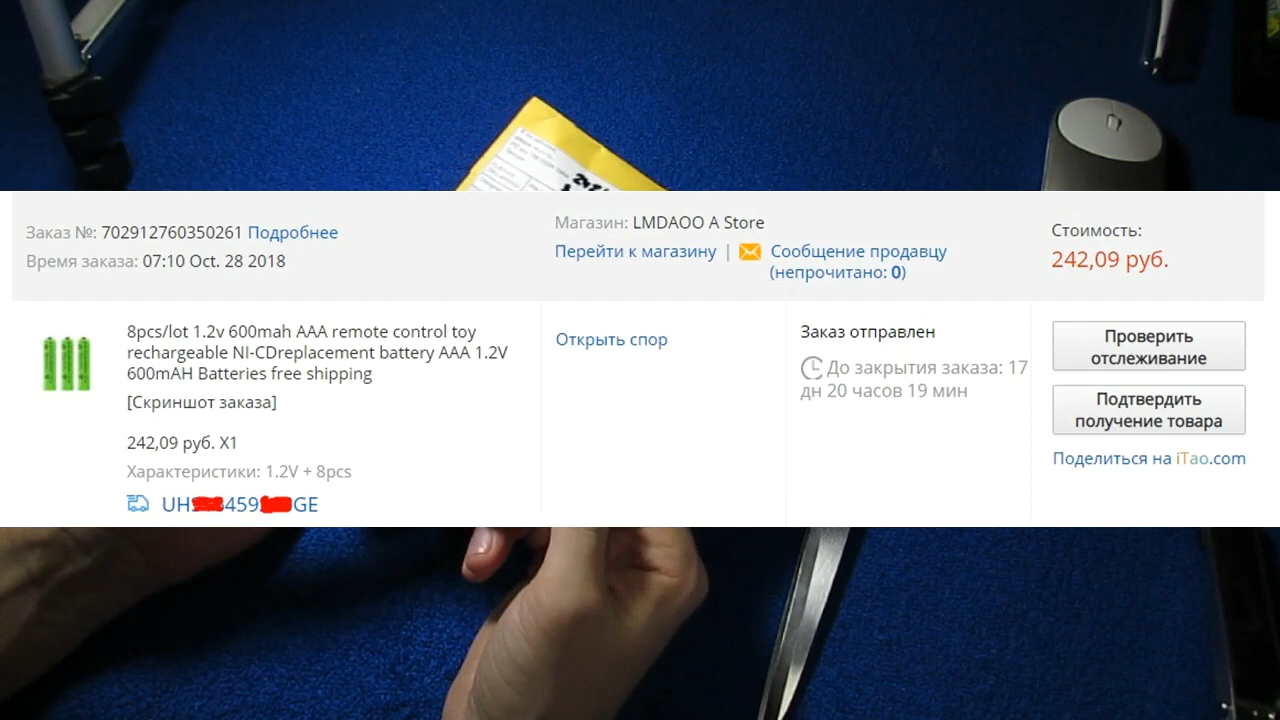 Заказ №: 702912760350261 Подробнее
Время заказа: 07:10 Oct. 28 2018
Магазин: LMDAOO A Store
Перейти к магазину | Сообщение продавцу
(непрочитано: 0)
Стоимость:
242,09 руб.
8pcs/lot 1.2v 600mah AAA remote control toy
rechargeable NI-CDreplacement battery AAA 1.2V
600mAH Batteries free shipping
[Скриншот заказа]
242,09 руб. X1
Характеристики: 1.2V + 8pcs
UH 459 GE
Открыть спор
Заказ отправлен
До закрытия заказа: 17
дн 20 часов 19 мин
Проверить
отслеживание
Подтвердить
получение товара
Поделиться на iTao.com